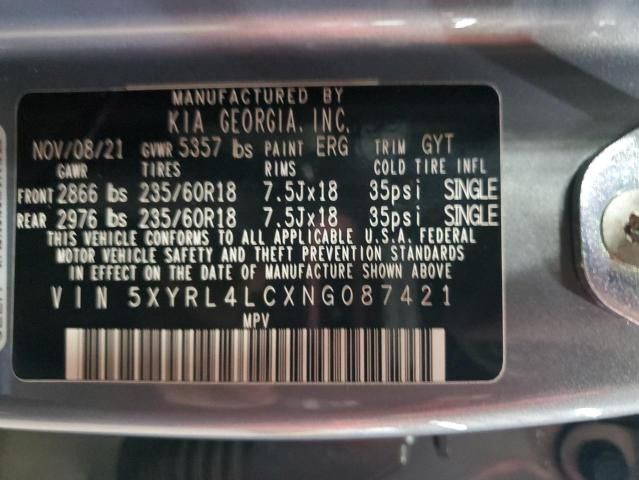 MANUFACTURED BY
KIA GEORGIA, INC.
NOV/08/21 GVWR 5357 lbs PAINT ERG TRIM GYT
GAWR TIRES RIMS COLD TIRE INFL
FRONT 2866 lbs 235/60R18 7.5Jx18 35psi SINGLE
REAR 2976 lbs 235/60R18 7.5Jx18 35psi SINGLE
THIS VEHICLE CONFORMS TO ALL APPLICABLE U.S.A. FEDERAL
MOTOR VEHICLE SAFETY AND THEFT PREVENTION STANDARDS
IN EFFECT ON THE DATE OF MANUFACTURE SHOWN ABOVE.
VIN 5XYRL4LCXNG087421
MPV